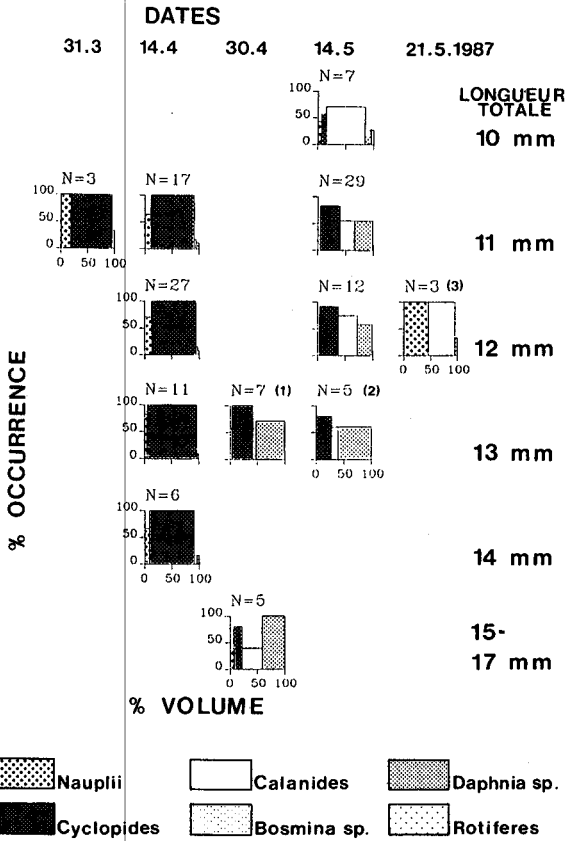 DATES
31.3 14.4 30.4 14.5 21.5.1987
N=7
LONGUEUR
TOTALE
100
50
0
10 mm
N=3 N=17 N=29
100
50
0
100
50
0
11 mm
0 50 100
N=27 N=12 N=3 (3)
100
50
0
12 mm
0 50 100
N=11 N=7 (1) N=5 (2)
100
50
0
13 mm
0 50 100
N=6
100
50
0
14 mm
0 50 100
N=5
100
50
0
15-
17 mm
0 50 100
% OCCURRENCE
% VOLUME
Nauplii Calanides Daphnia sp.
Cyclopides Bosmina sp. Rotiferes